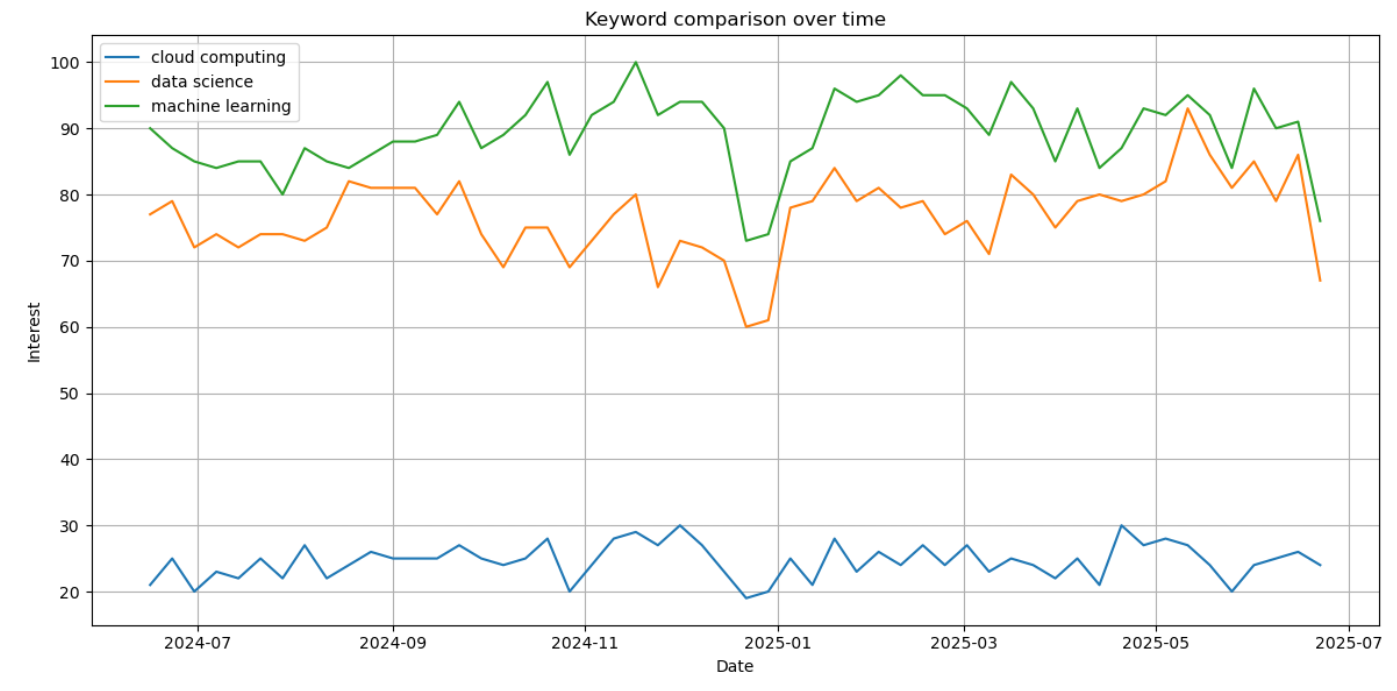 Keyword comparison over time
cloud computing
data science
machine learning
Interest
100
90
80
70
60
50
40
30
20
2024-07 2024-09 2024-11 2025-01 2025-03 2025-05 2025-07
Date